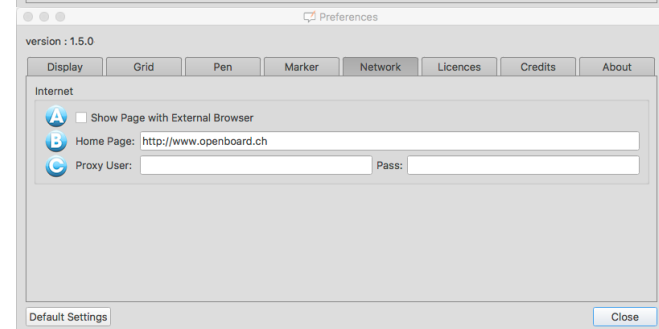 Preferences
version : 1.5.0
Display Grid Pen Marker Network Licences Credits About
Internet
A Show Page with External Browser
B Home Page: http://www.openboard.ch
C Proxy User: Pass:
Default Settings Close